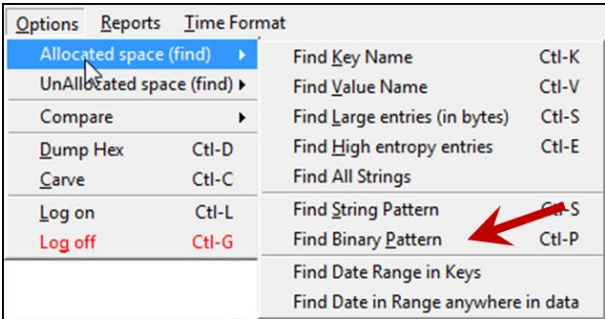 Options Reports Time Format
Allocated space (find)
UnAllocated space (find)
Compare
Dump Hex Ctl-D
Carve Ctl-C
Log on Ctl-L
Log off Ctl-G
Find Key Name Ctl-K
Find Value Name Ctl-V
Find Large entries (in bytes) Ctl-S
Find High entropy entries Ctl-E
Find All Strings
Find String Pattern Ctl-S
Find Binary Pattern Ctl-P
Find Date Range in Keys
Find Date in Range anywhere in data